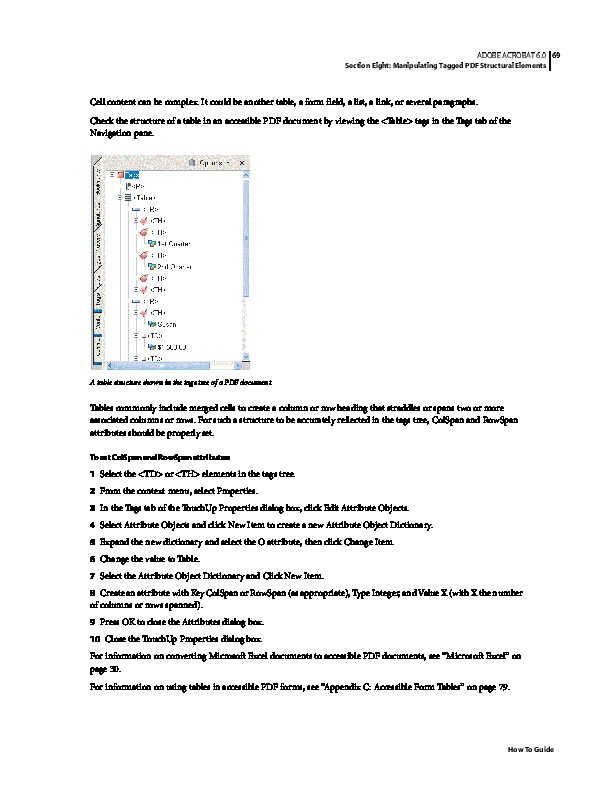 ADOBE ACROBAT 6.0 69
Section Eight: Manipulating Tagged PDF Structural Elements
Cell content can be complex. It could be another table, a form field, a list, a link, or several paragraphs.
Check the structure of a table in an accessible PDF document by viewing the <Table> tags in the Tags tab of the
Navigation pane.
Options
Tags
<P>
<Table>
<TR>
<TH>
<TH>
1st Quarter
<TH>
2nd Quarter
<TH>
<TH>
<TR>
<TH>
Susan
<TD>
<TD>
A table structure shown in the tags tree of a PDF document
Tables commonly include merged cells to create a column or row heading that straddles or spans two or more
associated columns or rows. For such a structure to be accurately reflected in the tags tree, ColSpan and RowSpan
attributes should be properly set.
To set ColSpan and RowSpan attributes
1 Select the <TD> or <TH> elements in the tags tree.
2 From the context menu, select Properties.
3 In the Tags tab of the TouchUp Properties dialog box, click Edit Attribute Objects.
4 Select Attribute Objects and click New Item to create a new Attribute Object Dictionary.
5 Expand the new dictionary and select the O attribute, then click Change Item.
6 Change the value to Table.
7 Select the Attribute Object Dictionary and Click New Item.
8 Create an attribute with Key ColSpan or RowSpan (as appropriate), Type Integer, and Value X (with X the number
of columns or rows spanned).
9 Press OK to close the Attributes dialog box.
10 Close the TouchUp Properties dialog box.
For information on converting Microsoft Excel documents to accessible PDF documents, see "Microsoft Excel" on
page 30.
For information on using tables in accessible PDF forms, see "Appendix C: Accessible Form Tables" on page 79.
How To Guide